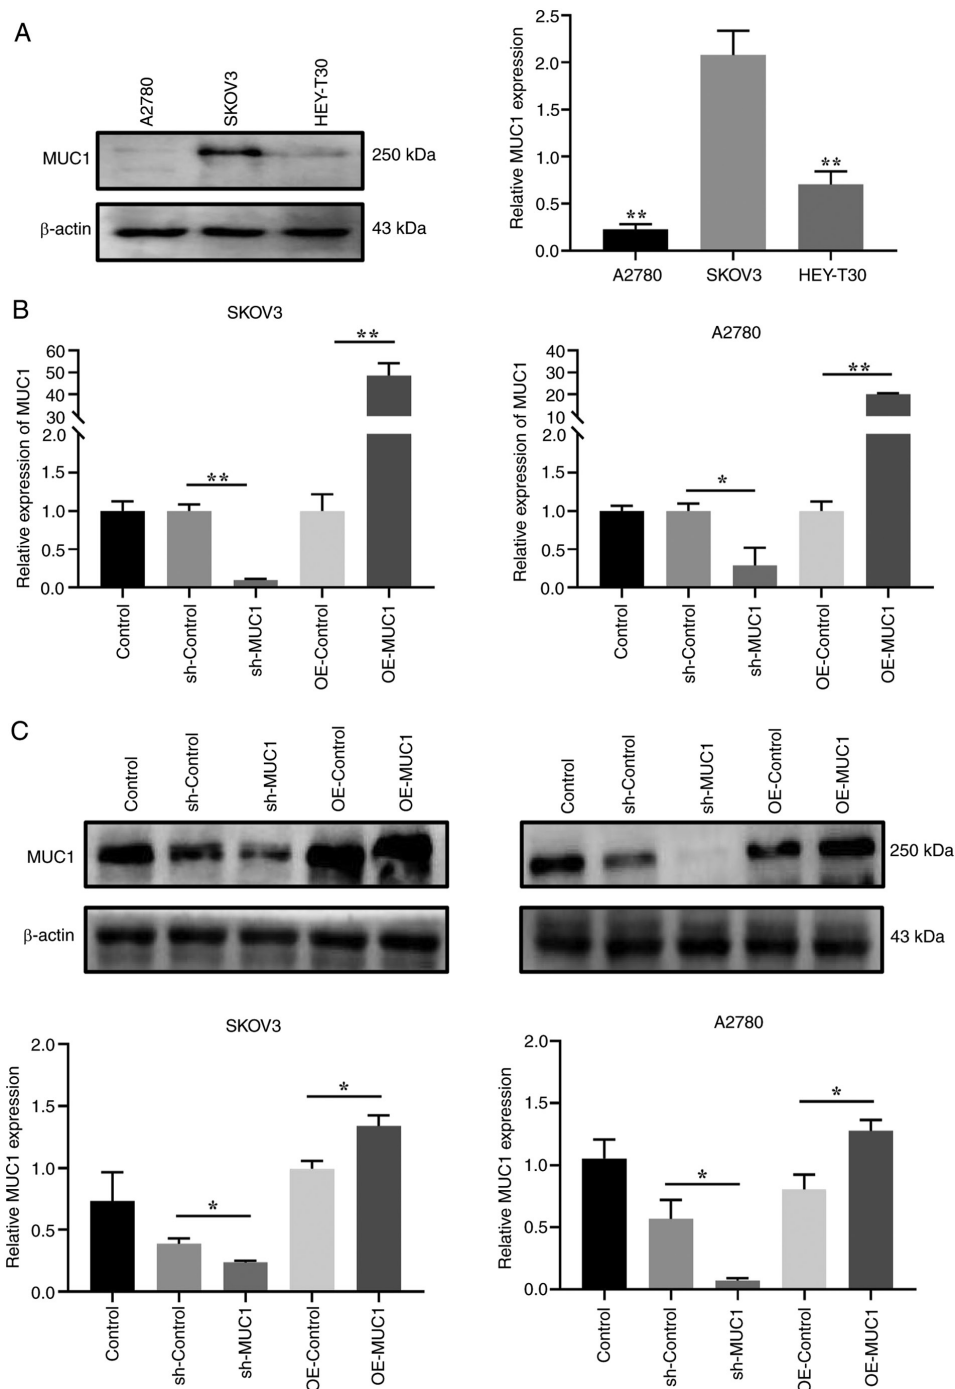 A
A2780
SKOV3
HEY-T30
MUC1
250 kDa
β-actin
43 kDa
Relative MUC1 expression
2.5
2.0
1.5
1.0
0.5
0.0
**
**
A2780
SKOV3
HEY-T30
B
SKOV3
Relative expression of MUC1
60
50
40
30
2.0
1.5
1.0
0.5
0.0
**
**
Control
sh-Control
sh-MUC1
OE-Control
OE-MUC1
A2780
Relative expression of MUC1
40
30
20
10
2.0
1.5
1.0
0.5
0.0
*
**
Control
sh-Control
sh-MUC1
OE-Control
OE-MUC1
C
Control
sh-Control
sh-MUC1
OE-Control
OE-MUC1
MUC1
β-actin
Control
sh-Control
sh-MUC1
OE-Control
OE-MUC1
250 kDa
43 kDa
SKOV3
Relative MUC1 expression
2.0
1.5
1.0
0.5
0.0
*
*
Control
sh-Control
sh-MUC1
OE-Control
OE-MUC1
A2780
Relative MUC1 expression
2.0
1.5
1.0
0.5
0.0
*
*
Control
sh-Control
sh-MUC1
OE-Control
OE-MUC1